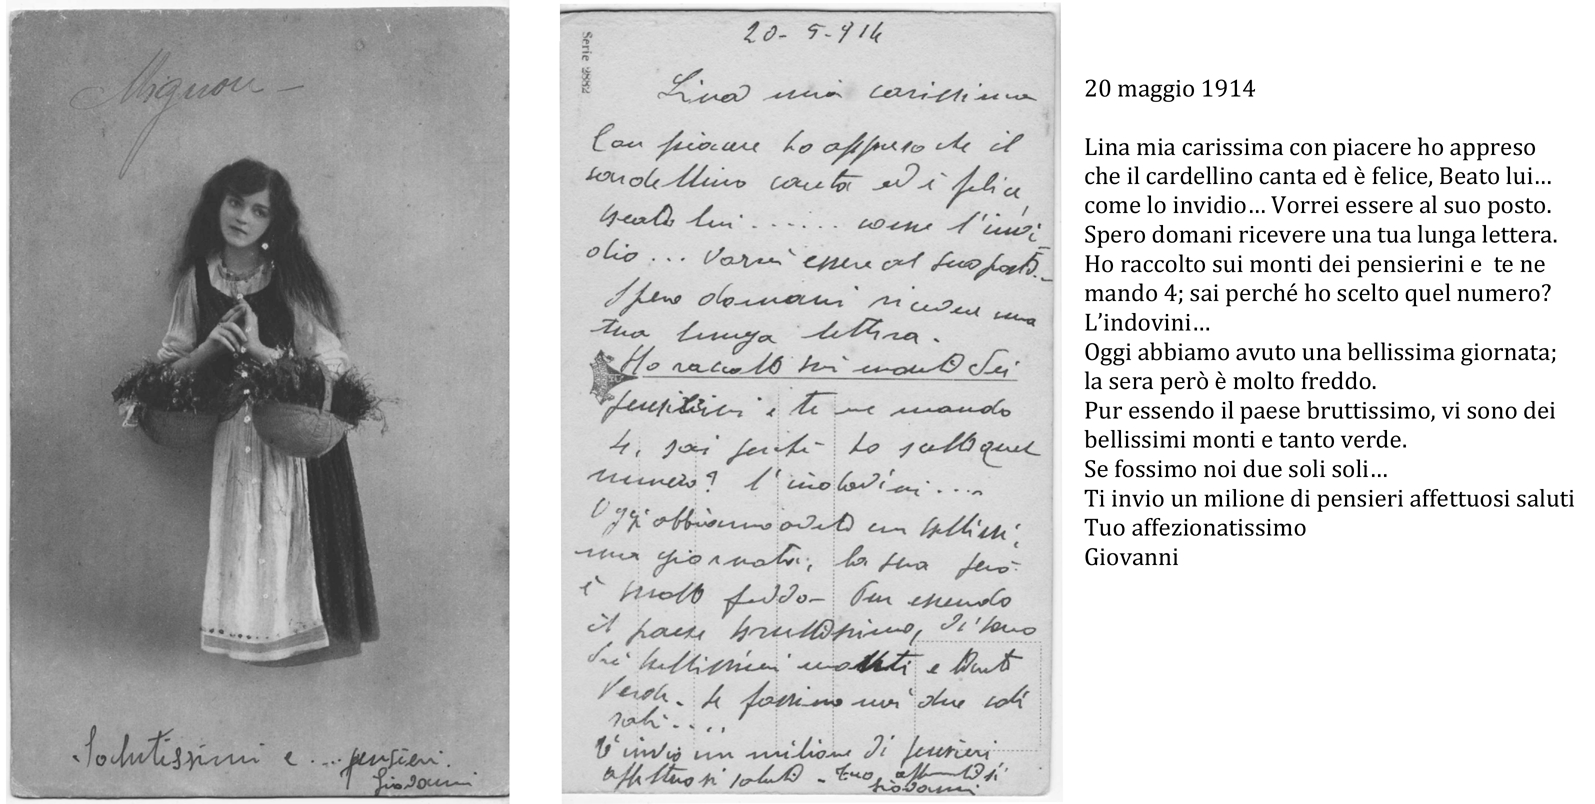 Mignon –
Salutissimi e ... pensieri.
Giovanni
Serie 2882
20 - 5 - 914
Lina mia carissima
Con piacere ho appreso che il
cardellino canta ed è felice,
beato lui ....... come l'invi-
dio ... Vorrei essere al suo posto...
Spero domani ricevere una
tua lunga lettera.
Ho raccolto sui monti dei
pensierini e te ne mando
4, sai perché ho scelto quel
numero? L'indovini ....
Oggi abbiamo avuto una bellissi-
ma giornata; la sera però
è molto freddo – Pur essendo
il paese bruttissimo, vi sono
dei bellissimi monti e tanto
verde. Se fossimo noi due soli
soli .....
Ti invio un milione di pensieri
affettuosi saluti – tuo
Giovanni
20 maggio 1914
Lina mia carissima con piacere ho appreso
che il cardellino canta ed è felice, Beato lui…
come lo invidio… Vorrei essere al suo posto.
Spero domani ricevere una tua lunga lettera.
Ho raccolto sui monti dei pensierini e  te ne
mando 4; sai perché ho scelto quel numero?
L’indovini…
Oggi abbiamo avuto una bellissima giornata;
la sera però è molto freddo.
Pur essendo il paese bruttissimo, vi sono dei
bellissimi monti e tanto verde.
Se fossimo noi due soli soli…
Ti invio un milione di pensieri affettuosi saluti
Tuo affezionatissimo
Giovanni